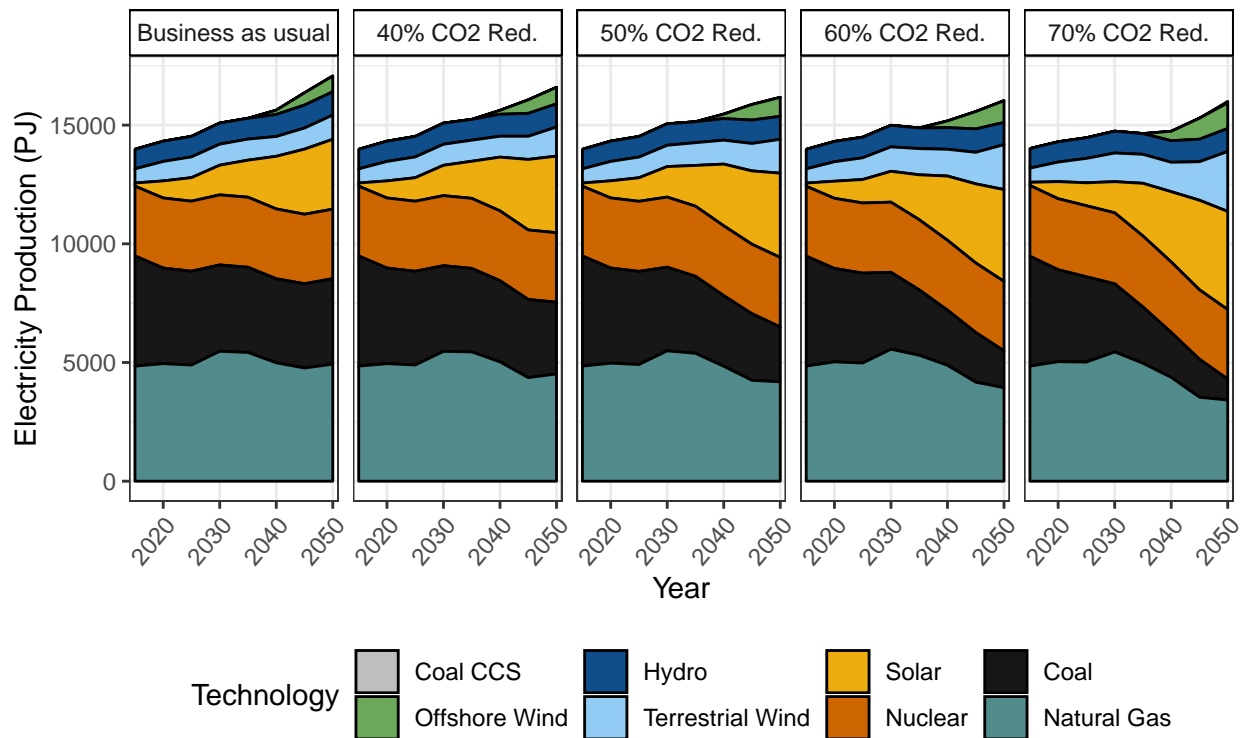 Business as usual
40% CO2 Red.
50% CO2 Red.
60% CO2 Red.
70% CO2 Red.
Electricity Production (PJ)
15000
10000
5000
0
2020 2030 2040 2050
2020 2030 2040 2050
2020 2030 2040 2050
2020 2030 2040 2050
2020 2030 2040 2050
Year
Technology
Coal CCS
Hydro
Solar
Coal
Offshore Wind
Terrestrial Wind
Nuclear
Natural Gas